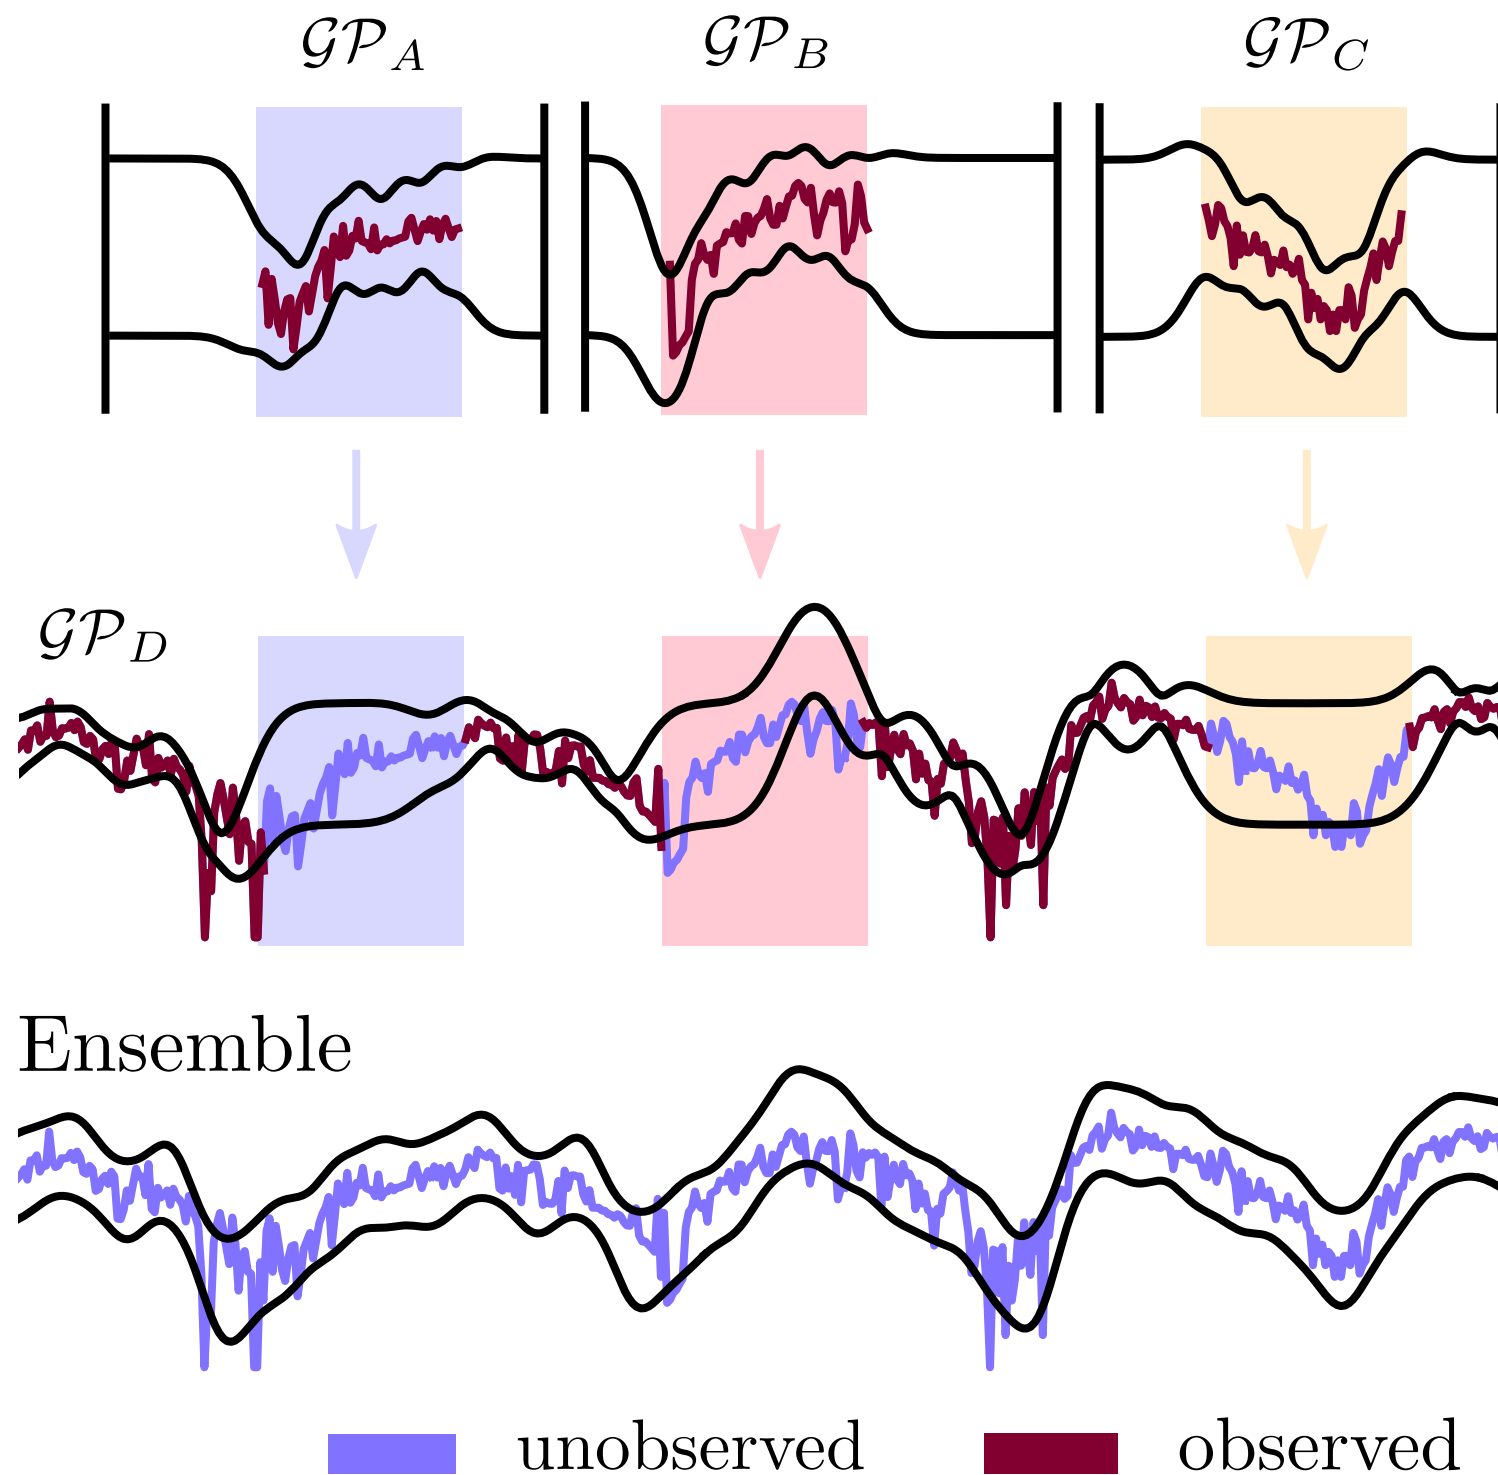 𝒢𝒫_A 𝒢𝒫_B 𝒢𝒫_C
𝒢𝒫_D
Ensemble
unobserved observed